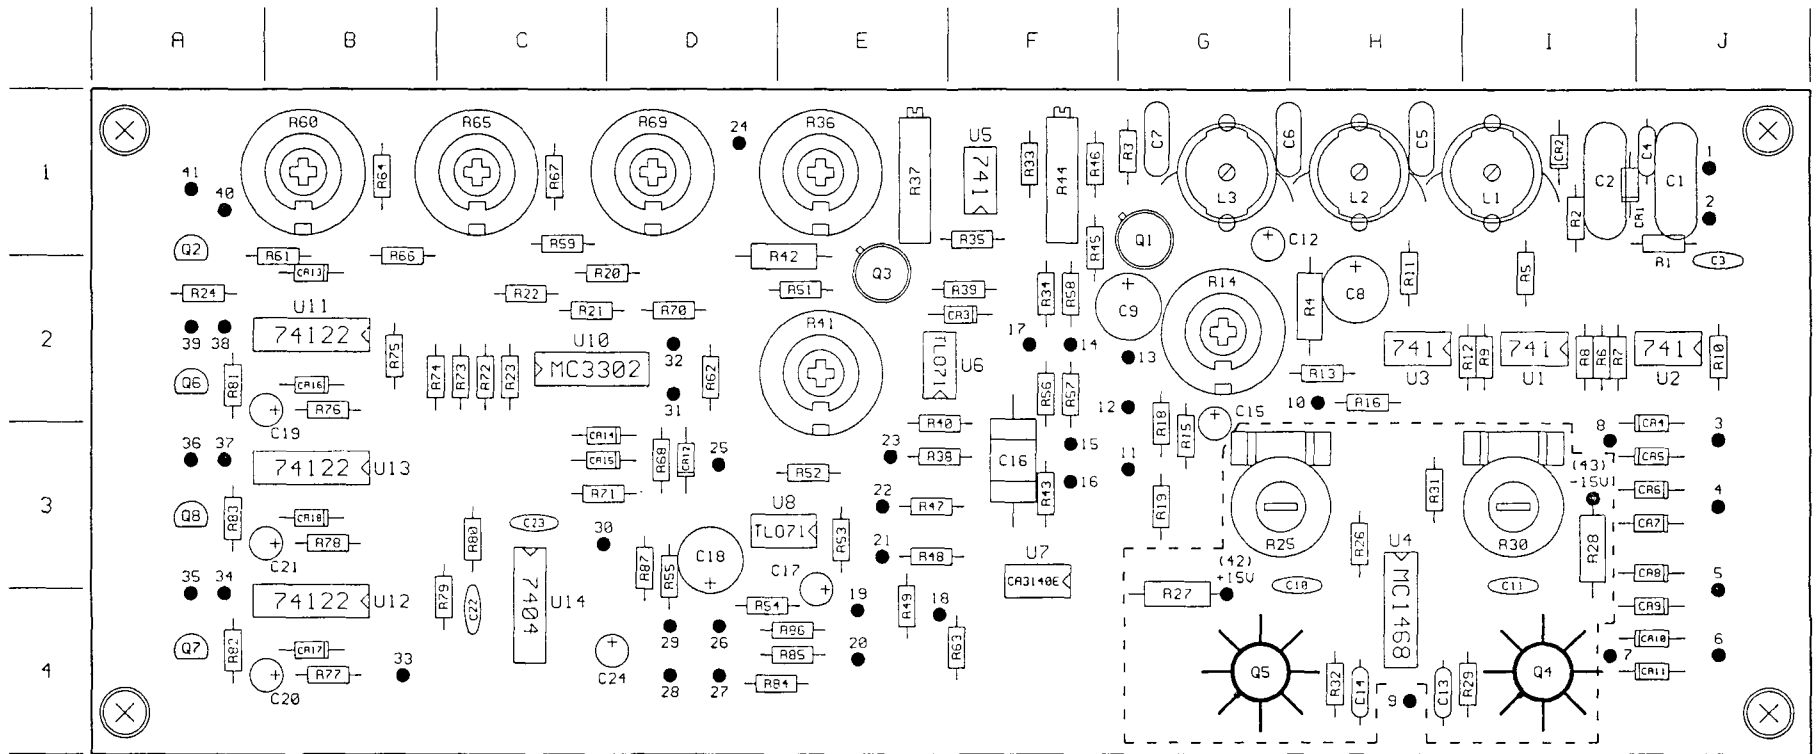 A B C D E F G H I J
1
R60 R65 R69 24 R36 U5 741 R33 R44 R46 R3 C7 C6 C5 CR2 C4 1
41 R64 R67 R37 L3 L2 L1 C2 C1
40 R2 CR1 2
Q2 R61 R66 R59 R42 Q3 R35 R45 Q1 C12 R1 C3
CR13 R20 R11 R5
R24 R22 R51 R39 R34 R58 R14 R4 C8
U11 R21 R70 R41 CR3 C9
2
39 38 74122 R75 U10 32 17 14 TL071 U6 13 741 R12 R9 741 R8 R6 R7 741 R10
MC3302 R62 U3 U1 U2
Q6 R81 CR16 R74 R73 R72 R23 R56 R57 R13
R76 31 12 10 R16
C19 R40 R18 R15 C15 CR4 3
36 37 CR14 R68 CR12 25 23 C16 15 11 8
74122 U13 CR15 R38 (43) CR5
R52 -15V
3
R71 22 R47 R43 16 R19 R31 CR6 4
Q8 R83 CR18 C23 U8 CR7
R78 R80 30 TL071 R53 R25 R26 R30 R28
C21 R87 R55 C18 21 R48 U7 U4
35 34 C17 CA3140E (42) +15V C10 C11 CR8 5
74122 U12 R79 C22 7404 U14 R54 19 R49 18 R27 MC1468 CR9
29 26 R86 R63 CR10 6
4
Q7 R82 CR17 R85 20 Q5 Q4 7
C20 R77 33 C24 28 27 R84 R32 C14 9 C13 R29 CR11